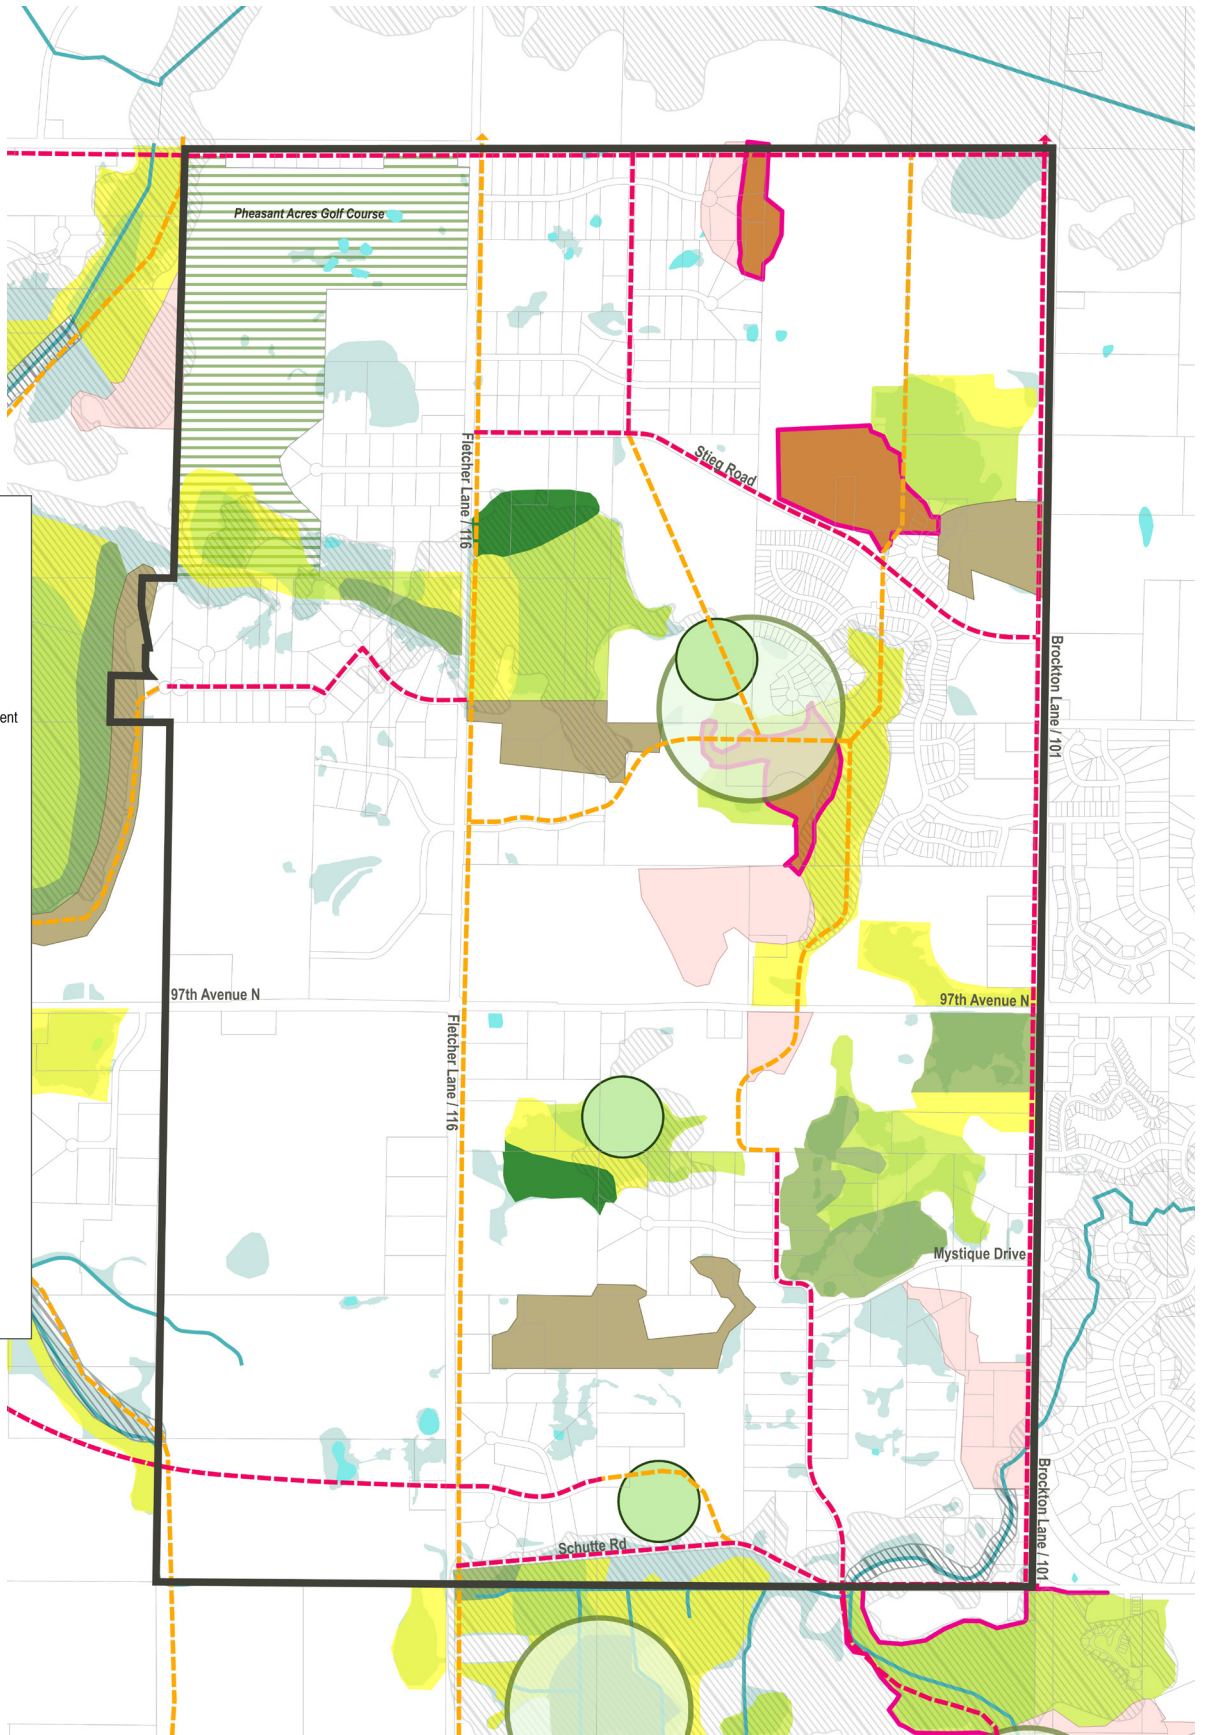 Pheasant Acres Golf Course
Stieg Road
Fletcher Lane / 116
ent
Brockton Lane / 101
97th Avenue N
97th Avenue N
Fletcher Lane / 116
Mystique Drive
Brockton Lane / 101
Schutte Rd